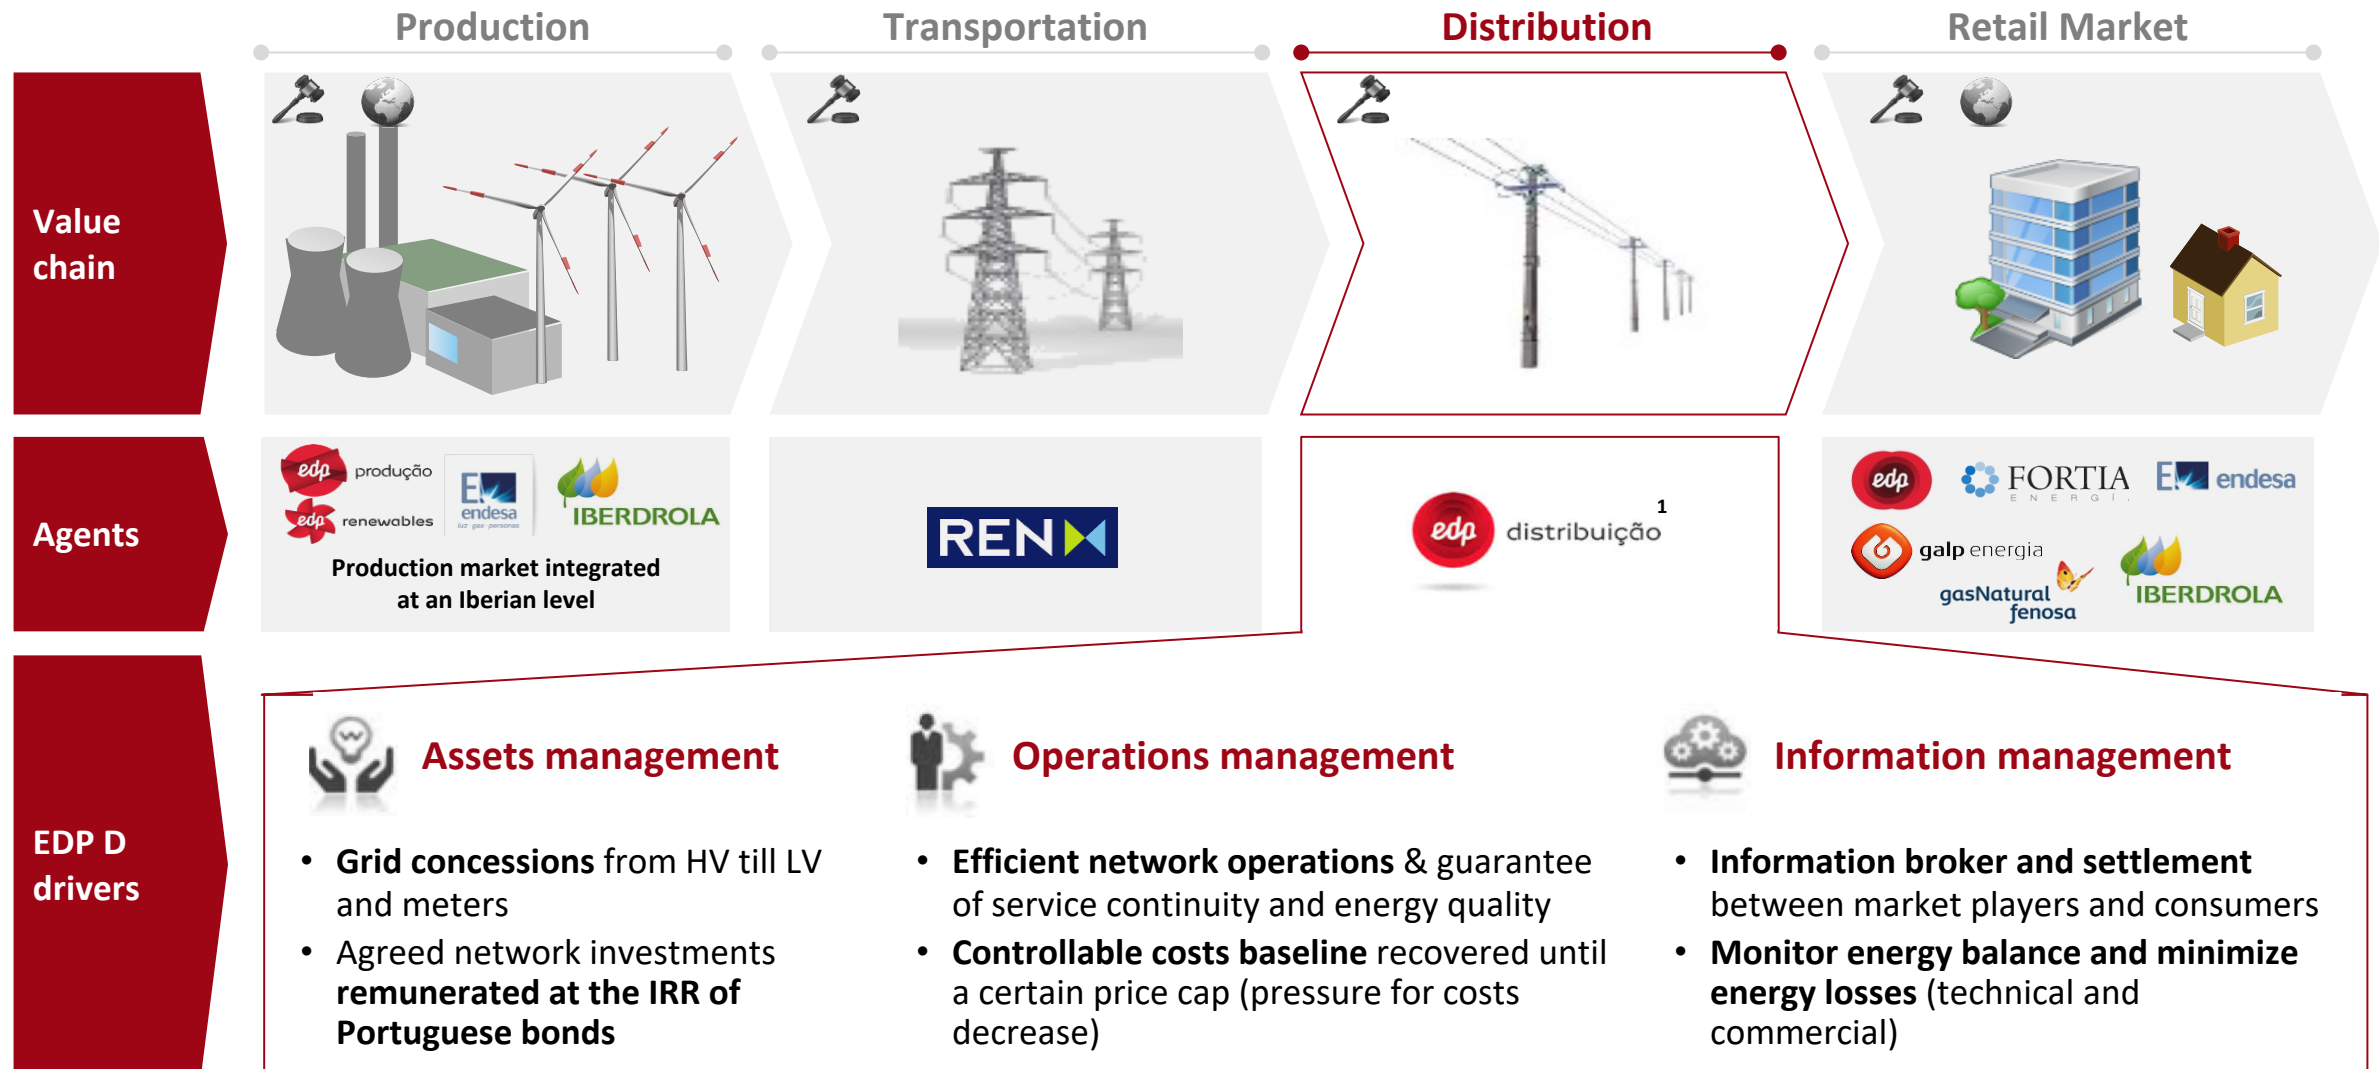 Production
Transportation
Distribution
Retail Market
Value
chain
Agents
edp produção
edp renewables
endesa
luz gas personas
IBERDROLA
Production market integrated
at an Iberian level
REN
edp distribuição 1
edp
FORTIA
ENERGÍ.
endesa
galp energia
gasNatural
fenosa
IBERDROLA
EDP D
drivers
Assets management
• Grid concessions from HV till LV
and meters
• Agreed network investments
remunerated at the IRR of
Portuguese bonds
Operations management
• Efficient network operations & guarantee
of service continuity and energy quality
• Controllable costs baseline recovered until
a certain price cap (pressure for costs
decrease)
Information management
• Information broker and settlement
between market players and consumers
• Monitor energy balance and minimize
energy losses (technical and
commercial)